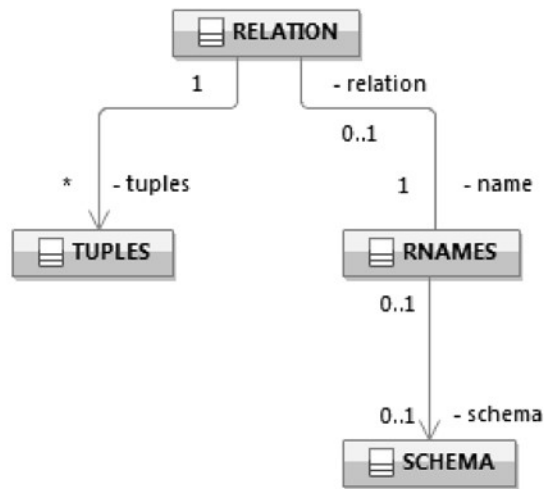 RELATION
1 - relation
0..1
* - tuples 1 - name
TUPLES RNAMES
0..1
0..1 - schema
SCHEMA